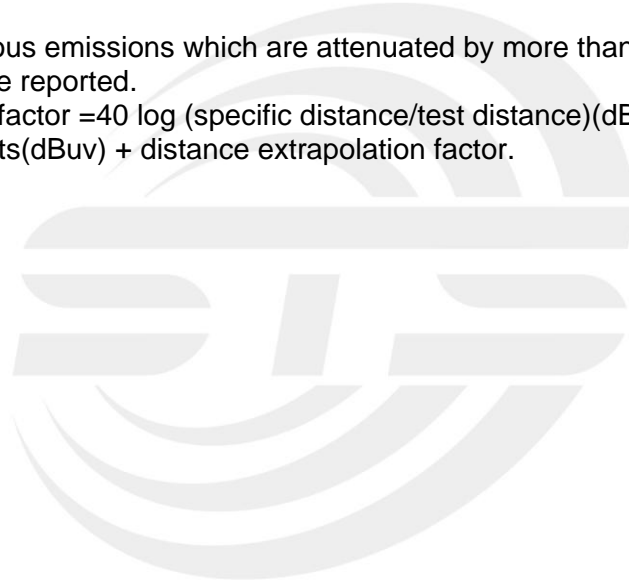 ous emissions which are attenuated by more than
e reported.
factor =40 log (specific distance/test distance)(dB
ts(dBuv) + distance extrapolation factor.
STS